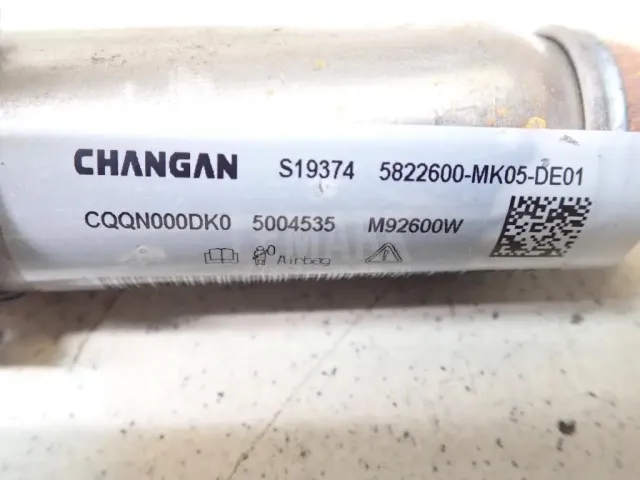 CHANGAN S19374 5822600-MK05-DE01
CQQN000DK0 5004535 M92600W
Airbag